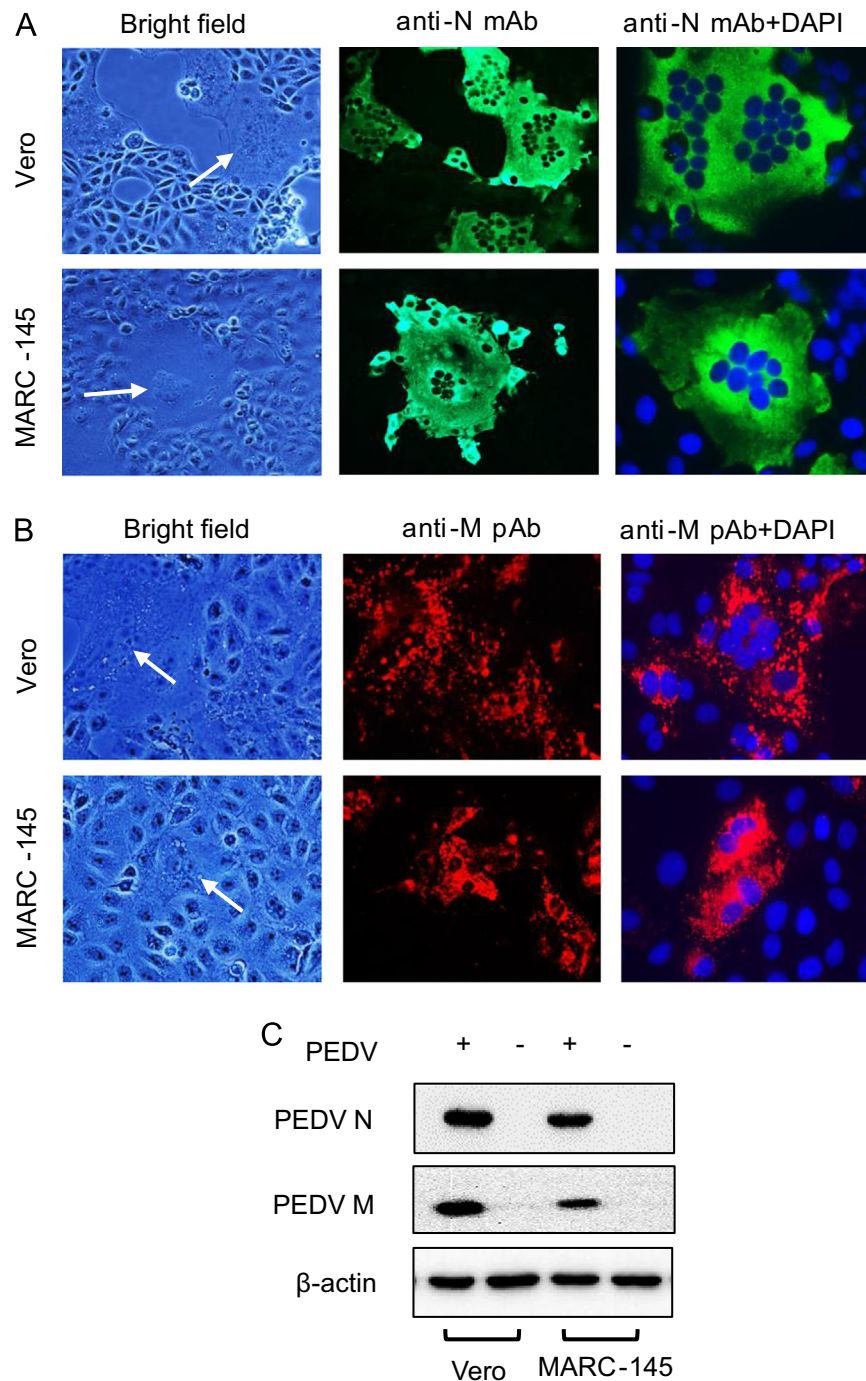 A
Bright field anti-N mAb anti-N mAb+DAPI
Vero
MARC-145
B
Bright field anti-M pAb anti-M pAb+DAPI
Vero
MARC-145
C
PEDV + - + -
PEDV N
PEDV M
β-actin
Vero MARC-145